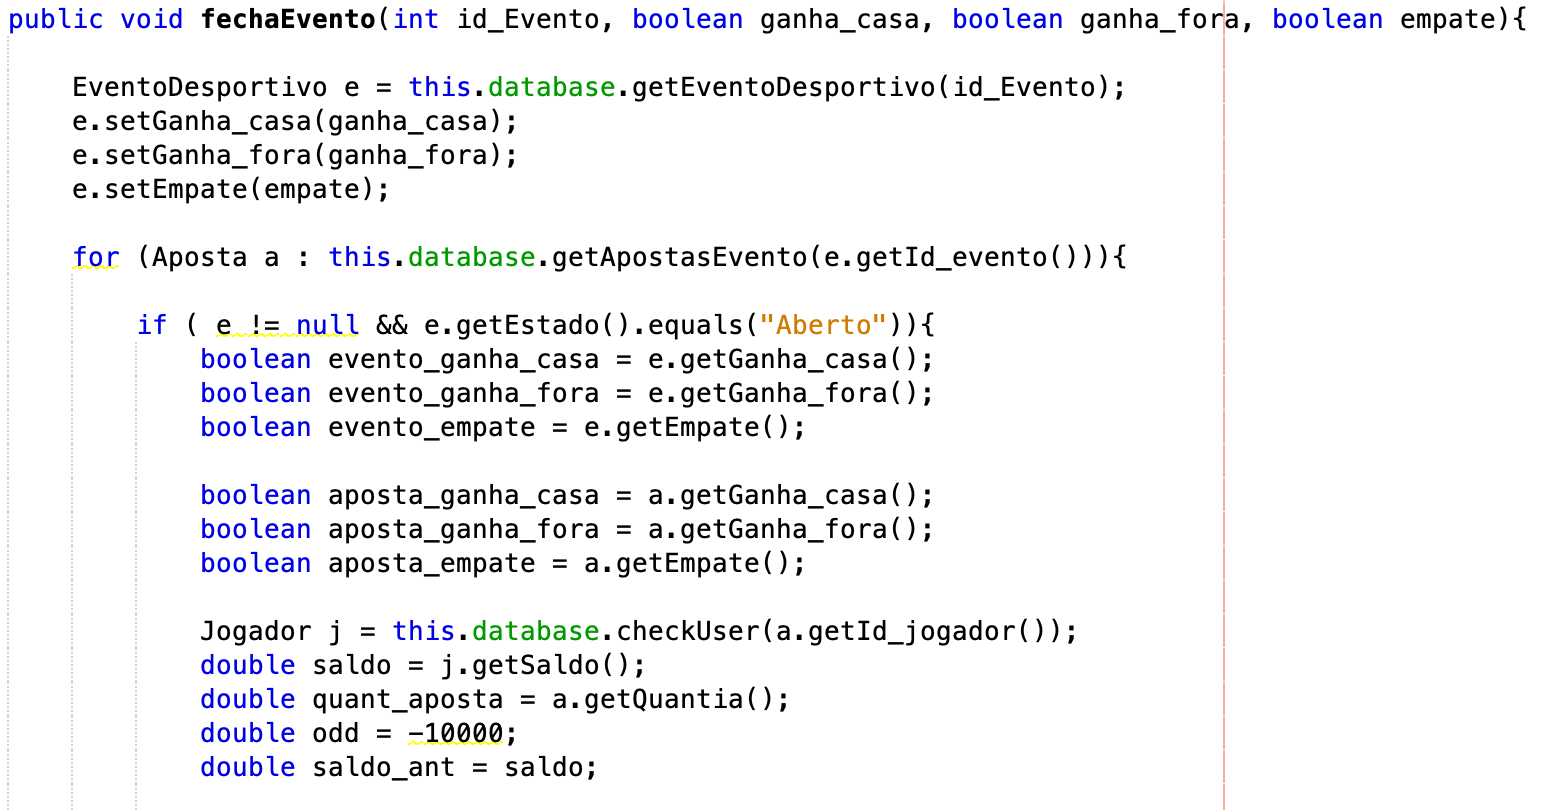 public void fechaEvento(int id_Evento, boolean ganha_casa, boolean ganha_fora, boolean empate){
EventoDesportivo e = this.database.getEventoDesportivo(id_Evento);
e.setGanha_casa(ganha_casa);
e.setGanha_fora(ganha_fora);
e.setEmpate(empate);
for (Aposta a : this.database.getApostasEvento(e.getId_evento())){
if ( e != null && e.getEstado().equals("Aberto")){
boolean evento_ganha_casa = e.getGanha_casa();
boolean evento_ganha_fora = e.getGanha_fora();
boolean evento_empate = e.getEmpate();
boolean aposta_ganha_casa = a.getGanha_casa();
boolean aposta_ganha_fora = a.getGanha_fora();
boolean aposta_empate = a.getEmpate();
Jogador j = this.database.checkUser(a.getId_jogador());
double saldo = j.getSaldo();
double quant_aposta = a.getQuantia();
double odd = -10000;
double saldo_ant = saldo;